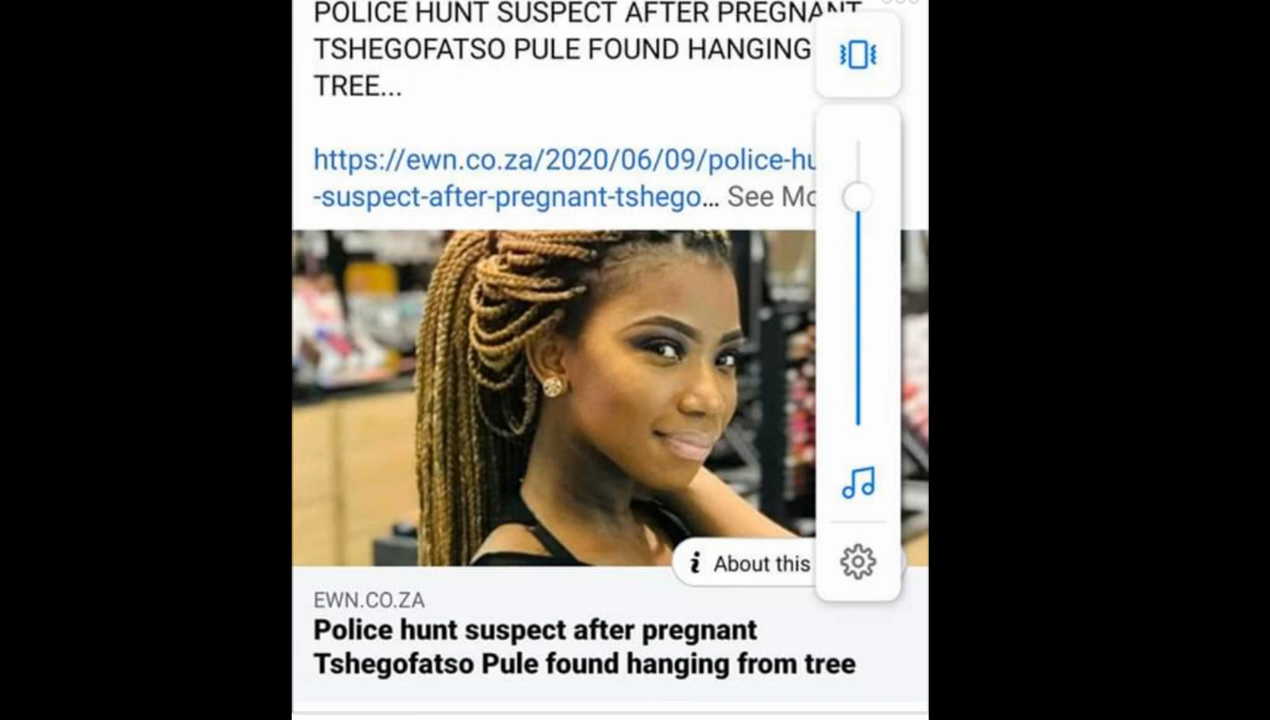 POLICE HUNT SUSPECT AFTER PREGNANT
TSHEGOFATSO PULE FOUND HANGING
TREE...
https://ewn.co.za/2020/06/09/police-hu
-suspect-after-pregnant-tshego... See Mo
About this
EWN.CO.ZA
Police hunt suspect after pregnant
Tshegofatso Pule found hanging from tree